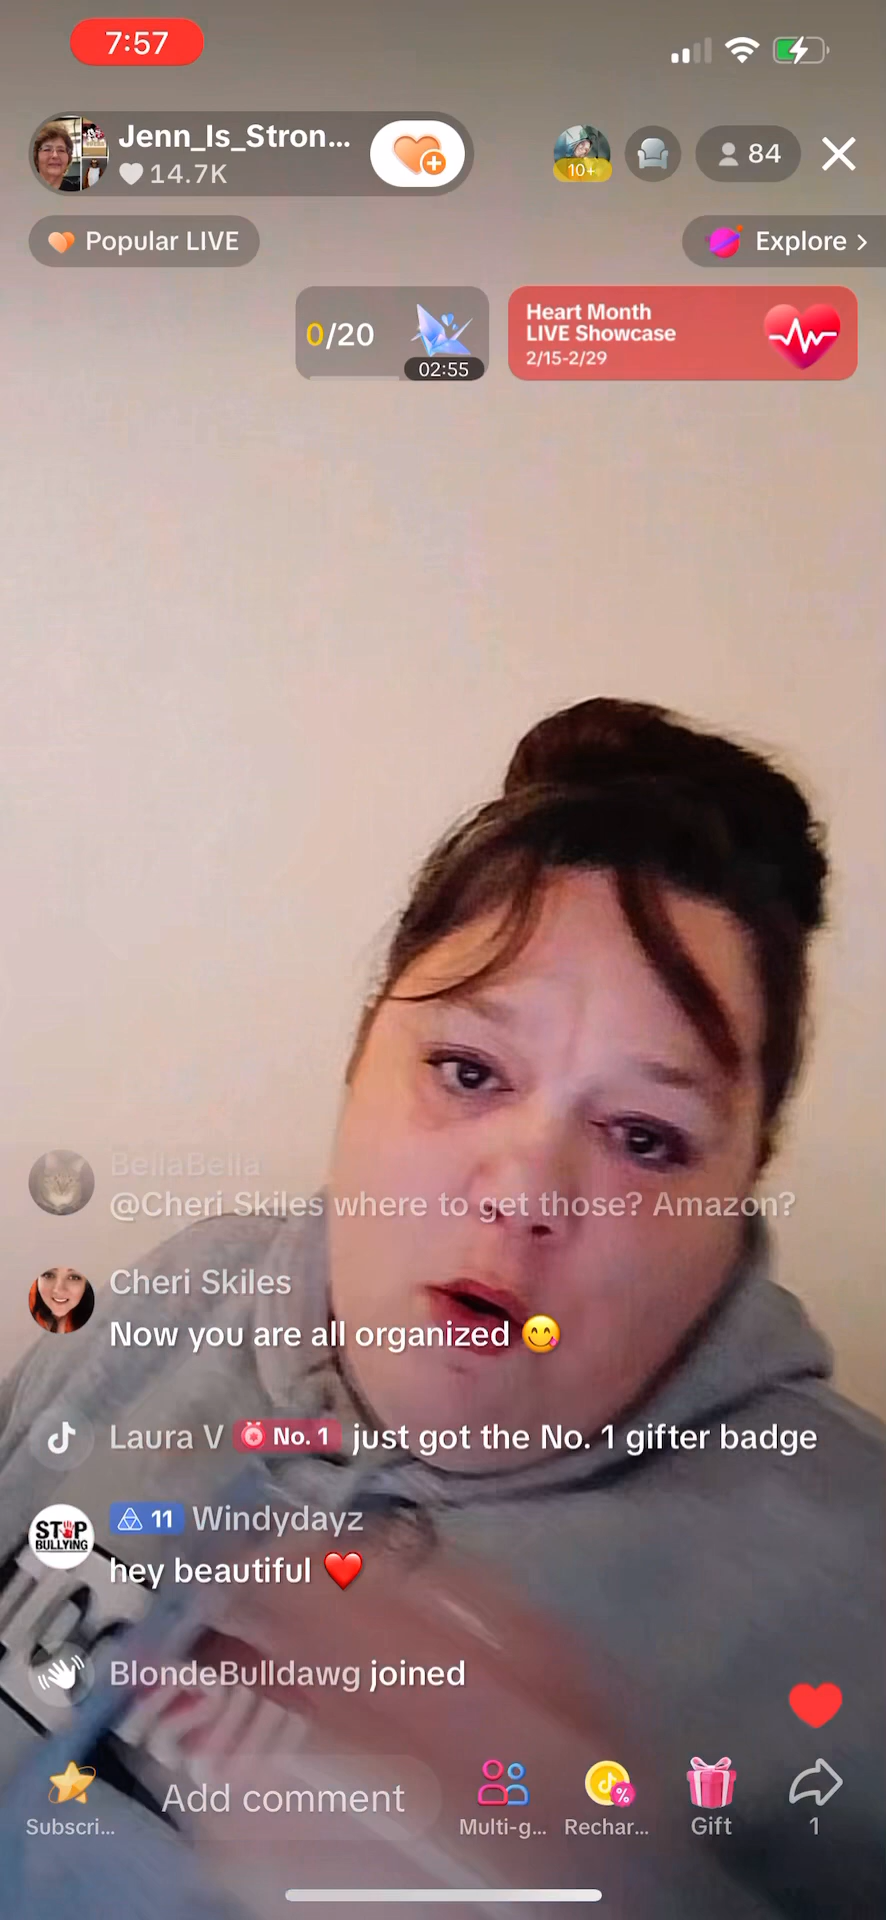 7:57
Jenn_Is_Stron...
14.7K
10+
84
Popular LIVE
Explore >
0/20
02:55
Heart Month
LIVE Showcase
2/15-2/29
BellaBella
@Cheri Skiles where to get those? Amazon?
Cheri Skiles
Now you are all organized 😋
Laura V No. 1 just got the No. 1 gifter badge
STOP
BULLYING
11 Windydayz
hey beautiful ❤️
BlondeBulldawg joined
Add comment
Subscri...
Multi-g...
Rechar...
Gift
1